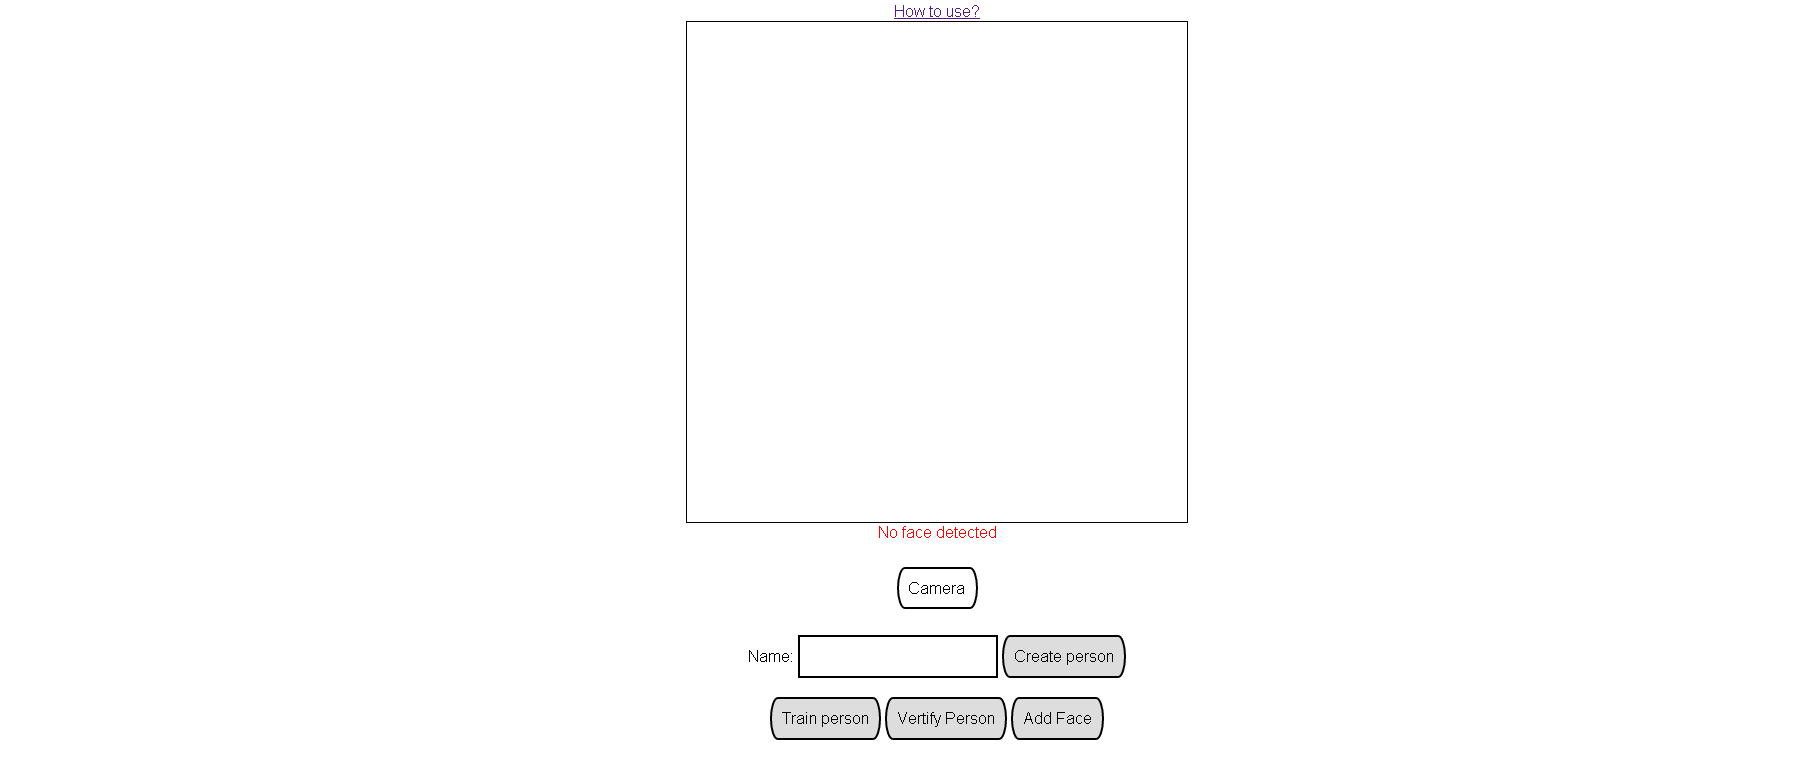 How to use?
No face detected
Camera
Name: Create person
Train person Vertify Person Add Face